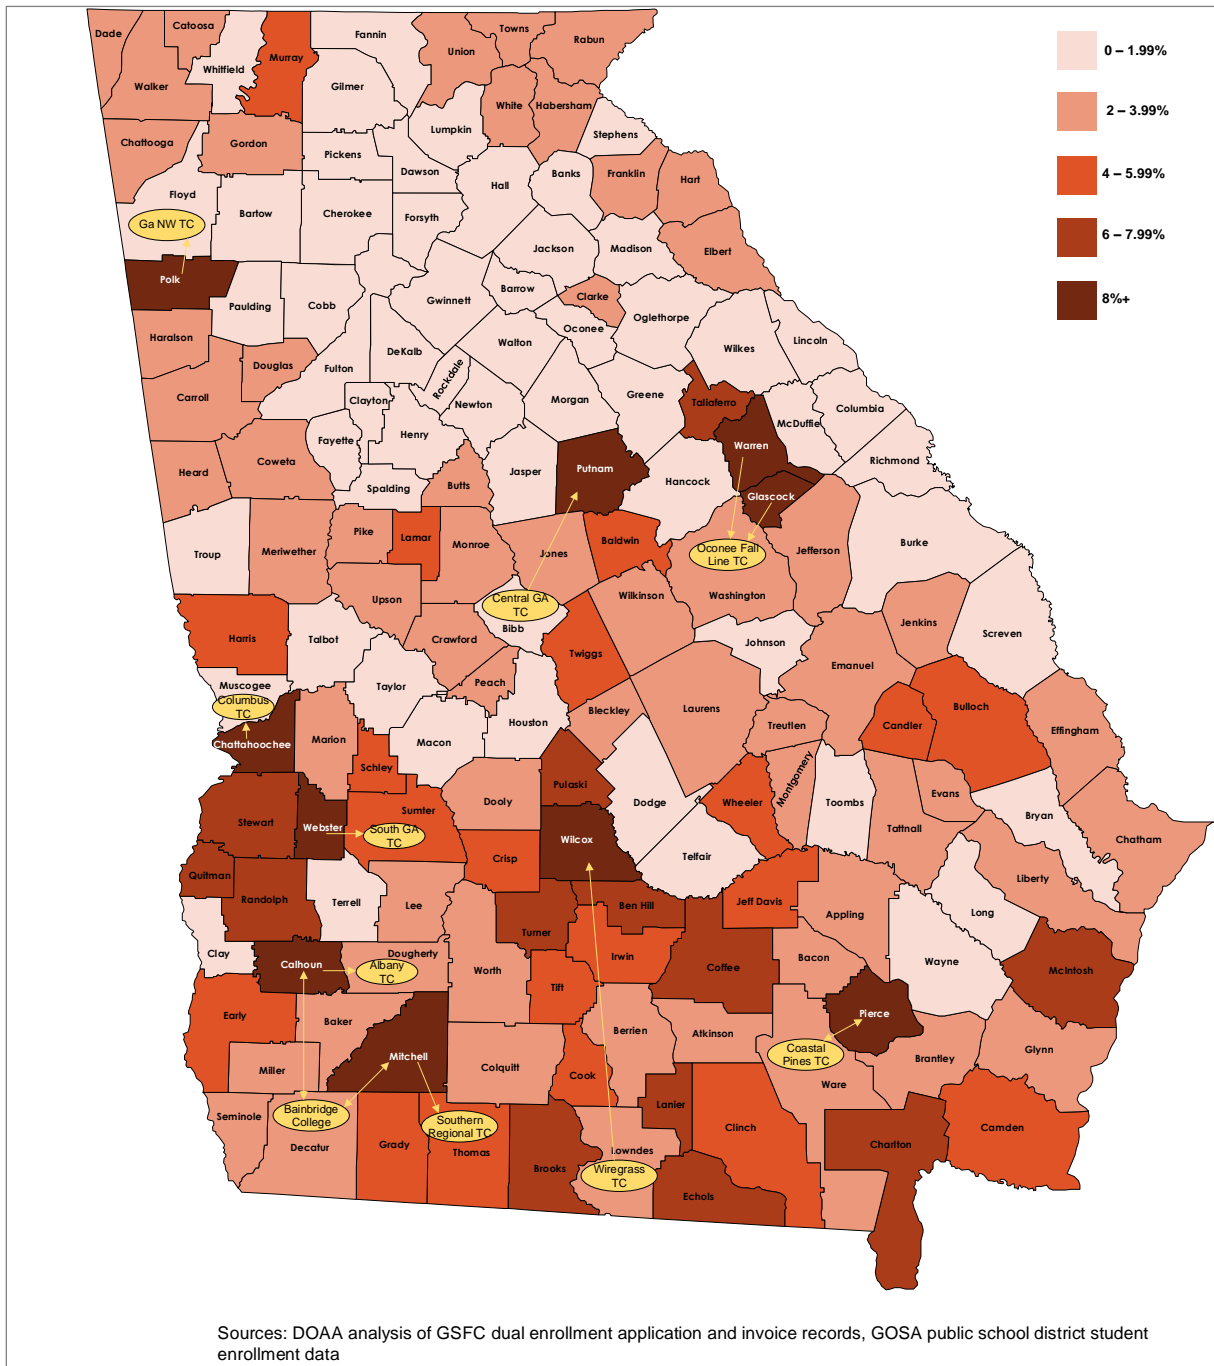 Dade
Catoosa
Whitfield
Murray
Fannin
Union
Towns
Rabun
Walker
Gilmer
White
Habersham
Lumpkin
Stephens
Chattooga
Gordon
Pickens
Dawson
Hall
Banks
Franklin
Hart
Floyd
Ga NW TC
Bartow
Cherokee
Forsyth
Jackson
Madison
Elbert
Polk
Paulding
Cobb
Gwinnett
Barrow
Clarke
Oconee
Oglethorpe
Wilkes
Lincoln
Haralson
Douglas
Fulton
DeKalb
Rockdale
Walton
Carroll
Clayton
Newton
Morgan
Greene
Taliaferro
McDuffie
Columbia
Fayette
Henry
Warren
Richmond
Heard
Coweta
Spalding
Butts
Jasper
Putnam
Hancock
Glascock
Troup
Meriwether
Pike
Lamar
Monroe
Jones
Baldwin
Oconee Fall
Line TC
Jefferson
Burke
Upson
Central GA
TC
Bibb
Wilkinson
Washington
Jenkins
Screven
Harris
Talbot
Crawford
Twiggs
Johnson
Emanuel
Muscogee
Columbus
TC
Taylor
Peach
Houston
Bleckley
Laurens
Treutlen
Candler
Bulloch
Effingham
Chattahoochee
Marion
Macon
Schley
Dooly
Pulaski
Dodge
Wheeler
Montgomery
Toombs
Tattnall
Evans
Bryan
Chatham
Stewart
Webster
Sumter
South GA
TC
Crisp
Wilcox
Telfair
Liberty
Quitman
Randolph
Terrell
Lee
Turner
Ben Hill
Jeff Davis
Appling
Long
Clay
Calhoun
Dougherty
Albany
TC
Worth
Irwin
Coffee
Bacon
Wayne
McIntosh
Early
Baker
Mitchell
Tift
Berrien
Atkinson
Pierce
Coastal
Pines TC
Brantley
Glynn
Miller
Colquitt
Cook
Ware
Seminole
Bainbridge
College
Decatur
Grady
Southern
Regional TC
Thomas
Brooks
Lanier
Lowndes
Wiregrass
TC
Clinch
Echols
Charlton
Camden
0 – 1.99%
2 – 3.99%
4 – 5.99%
6 – 7.99%
8%+
Sources: DOAA analysis of GSFC dual enrollment application and invoice records, GOSA public school district student
enrollment data